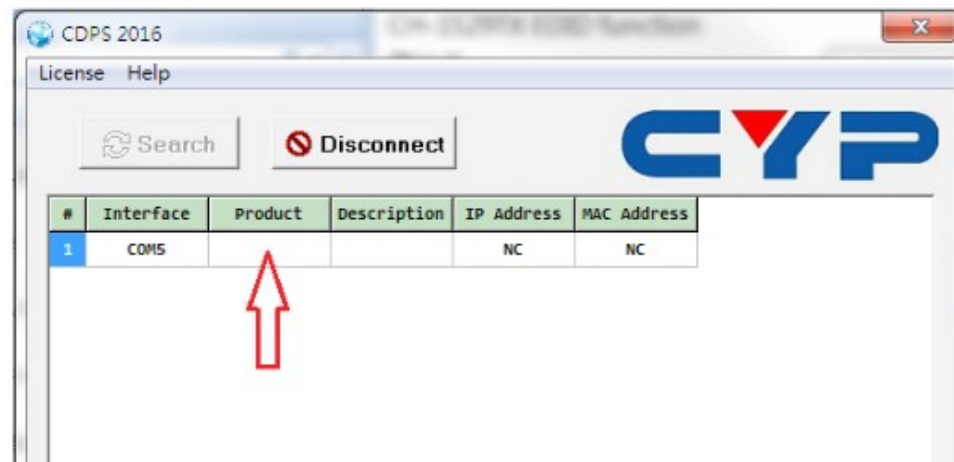 CDPS 2016
License Help
Search Disconnect
CYP
# Interface Product Description IP Address MAC Address
1 COM5 NC NC